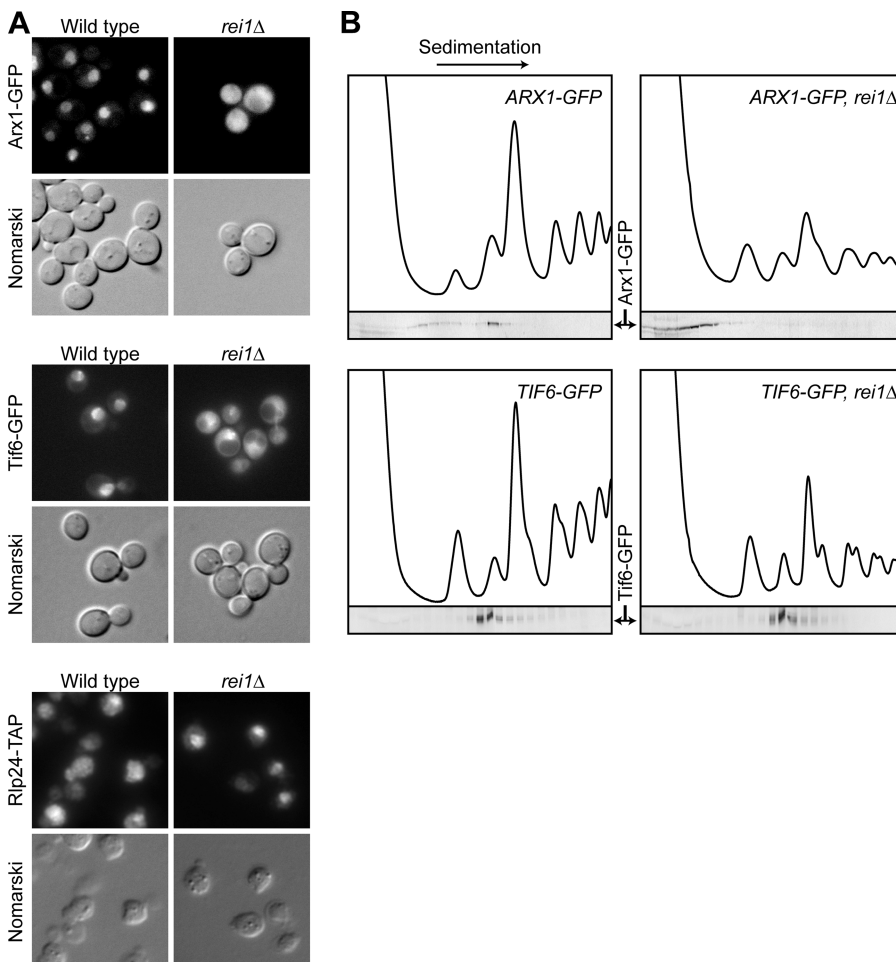 A
Wild type rei1Δ
Arx1-GFP
Nomarski
Wild type rei1Δ
Tif6-GFP
Nomarski
Wild type rei1Δ
Rlp24-TAP
Nomarski
B
Sedimentation
ARX1-GFP
ARX1-GFP, rei1Δ
Arx1-GFP
TIF6-GFP
TIF6-GFP, rei1Δ
Tif6-GFP